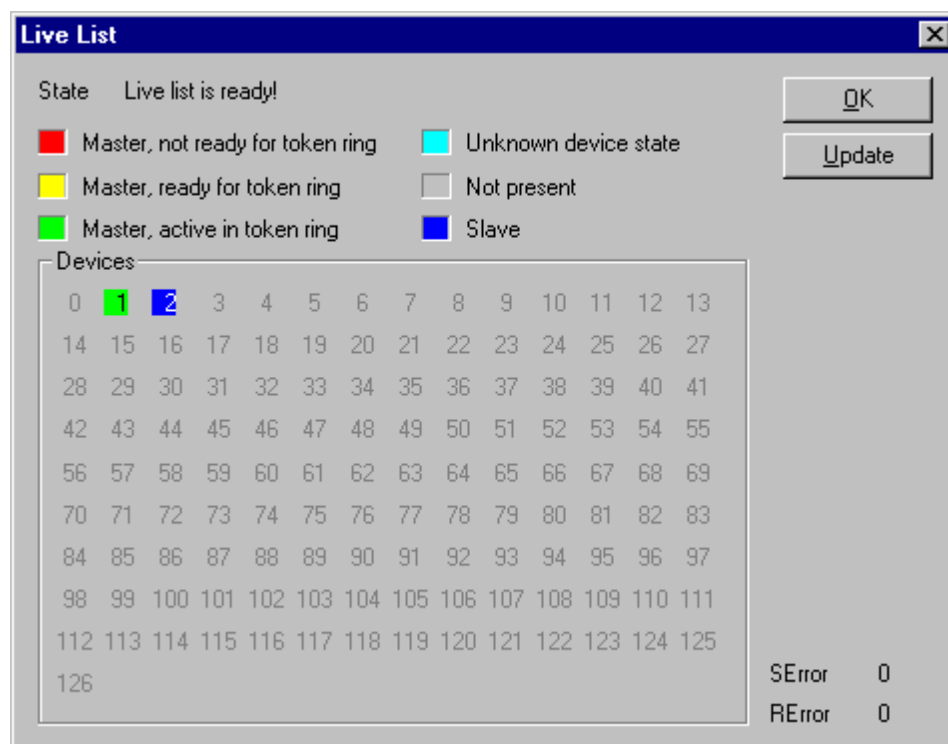 Live List
State Live list is ready!
OK
Master, not ready for token ring Unknown device state
Update
Master, ready for token ring Not present
Master, active in token ring Slave
Devices
0 1 2 3 4 5 6 7 8 9 10 11 12 13
14 15 16 17 18 19 20 21 22 23 24 25 26 27
28 29 30 31 32 33 34 35 36 37 38 39 40 41
42 43 44 45 46 47 48 49 50 51 52 53 54 55
56 57 58 59 60 61 62 63 64 65 66 67 68 69
70 71 72 73 74 75 76 77 78 79 80 81 82 83
84 85 86 87 88 89 90 91 92 93 94 95 96 97
98 99 100 101 102 103 104 105 106 107 108 109 110 111
112 113 114 115 116 117 118 119 120 121 122 123 124 125
126
SError 0
RError 0